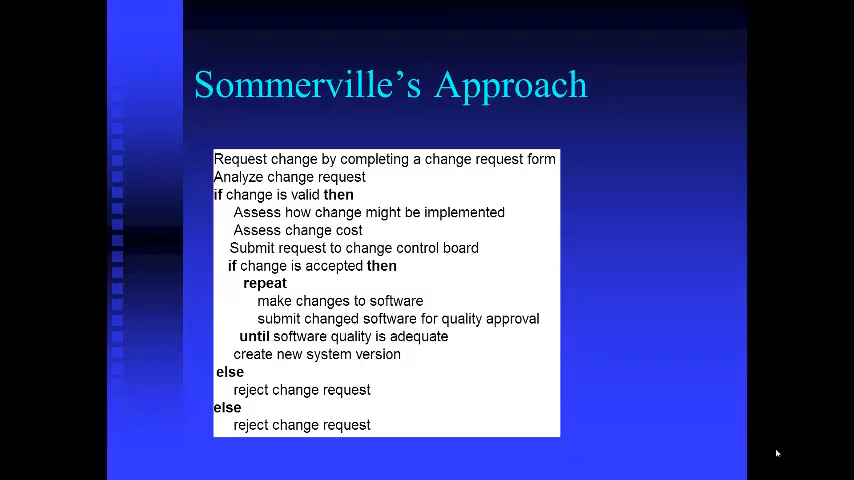 Sommerville's Approach
Request change by completing a change request form
Analyze change request
if change is valid then
Assess how change might be implemented
Assess change cost
Submit request to change control board
if change is accepted then
repeat
make changes to software
submit changed software for quality approval
until software quality is adequate
create new system version
else
reject change request
else
reject change request